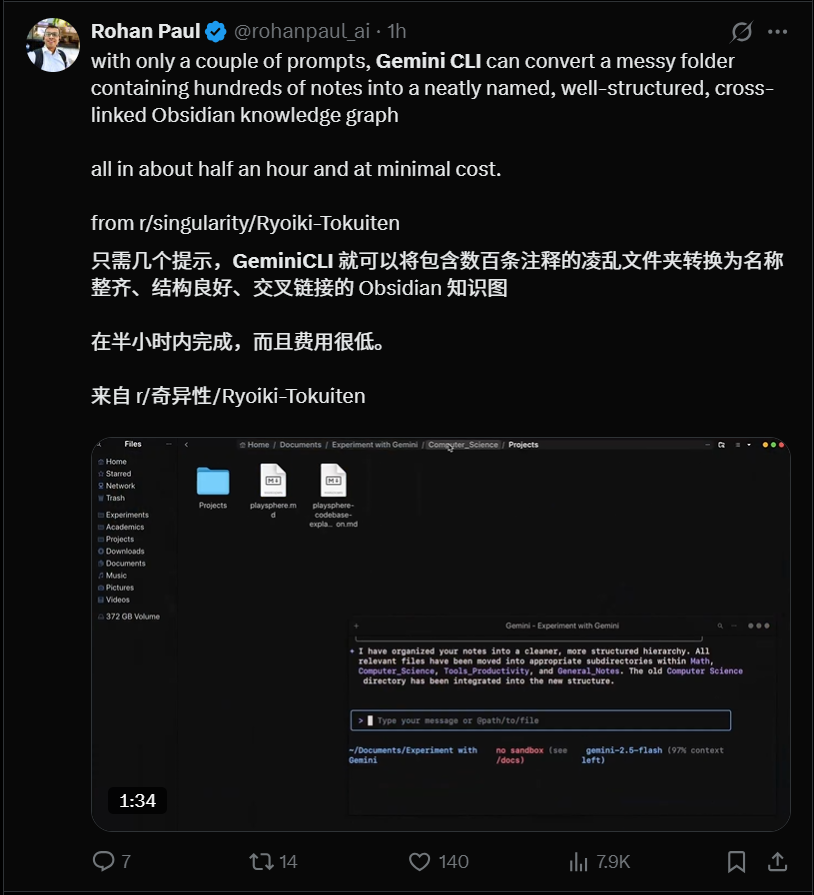 Rohan Paul @rohanpaul_ai · 1h
with only a couple of prompts, Gemini CLI can convert a messy folder
containing hundreds of notes into a neatly named, well-structured, cross-
linked Obsidian knowledge graph
all in about half an hour and at minimal cost.
from r/singularity/Ryoiki-Tokuiten
只需几个提示，GeminiCLI 就可以将包含数百条注释的凌乱文件夹转换为名称
整齐、结构良好、交叉链接的 Obsidian 知识图
在半小时内完成，而且费用很低。
来自 r/奇异性/Ryoiki-Tokuiten
Files
Home / Documents / Experiment with Gemini / Computer_Science / Projects
Home
Starred
Network
Trash
Experiments
Academics
Projects
Downloads
Documents
Music
Pictures
Videos
372 GB Volume
Projects
playsphere.m
d
playsphere-
codebase-
expla... on.md
Gemini - Experiment with Gemini
I have organized your notes into a cleaner, more structured hierarchy. All
relevant files have been moved into appropriate subdirectories within Math,
Computer_Science, Tools_Productivity, and General_Notes. The old Computer Science
directory has been integrated into the new structure.
> Type your message or @path/to/file
~/Documents/Experiment with
Gemini
no sandbox (see
/docs)
gemini-2.5-flash (97% context
left)
1:34
7
14
140
7.9K